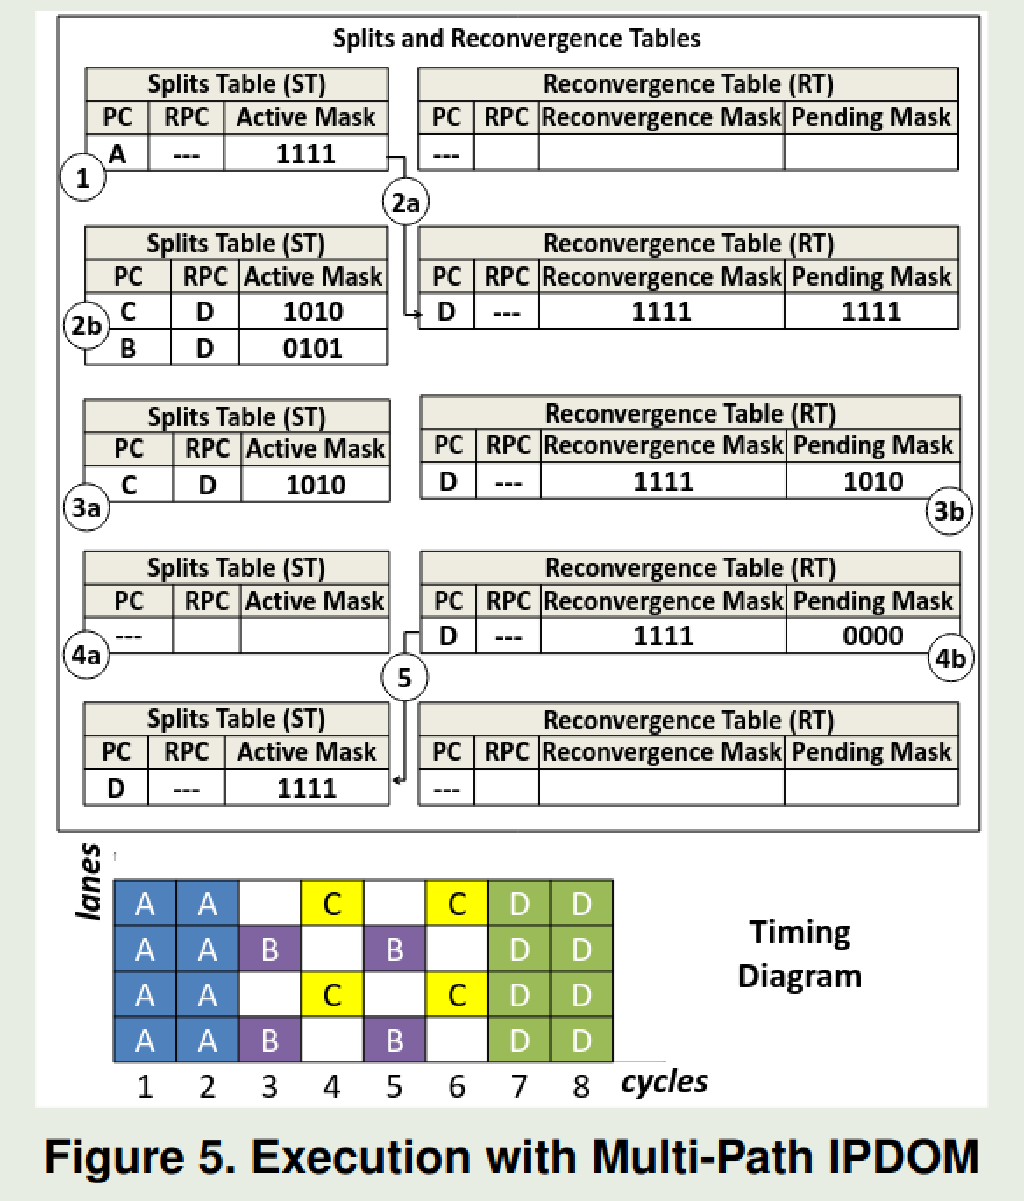 Splits and Reconvergence Tables
Splits Table (ST) Reconvergence Table (RT)
PC RPC Active Mask PC RPC Reconvergence Mask Pending Mask
A --- 1111 ---
1
2a
Splits Table (ST) Reconvergence Table (RT)
PC RPC Active Mask PC RPC Reconvergence Mask Pending Mask
C D 1010 D --- 1111 1111
2b
B D 0101
Splits Table (ST) Reconvergence Table (RT)
PC RPC Active Mask PC RPC Reconvergence Mask Pending Mask
C D 1010 D --- 1111 1010
3a 3b
Splits Table (ST) Reconvergence Table (RT)
PC RPC Active Mask PC RPC Reconvergence Mask Pending Mask
--- D --- 1111 0000
4a 4b
5
Splits Table (ST) Reconvergence Table (RT)
PC RPC Active Mask PC RPC Reconvergence Mask Pending Mask
D --- 1111 ---
lanes
A A C C D D
A A B B D D
A A C C D D
A A B B D D
1 2 3 4 5 6 7 8 cycles
Timing
Diagram
Figure 5. Execution with Multi-Path IPDOM